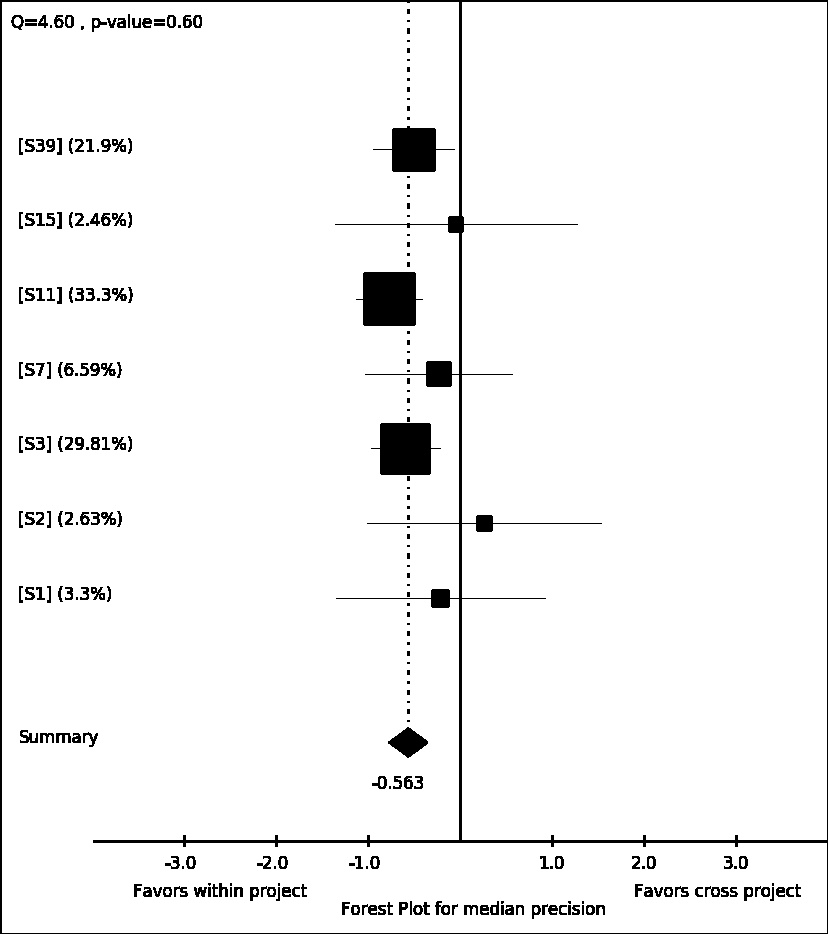 Q=4.60 , p-value=0.60
[S39] (21.9%)
[S15] (2.46%)
[S11] (33.3%)
[S7] (6.59%)
[S3] (29.81%)
[S2] (2.63%)
[S1] (3.3%)
Summary
-0.563
-3.0 -2.0 -1.0 1.0 2.0 3.0
Favors within project Favors cross project
Forest Plot for median precision